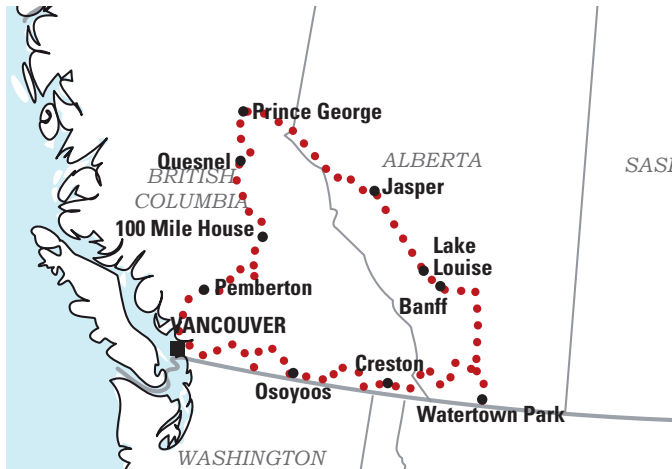 Prince George
Quesnel
BRITISH
COLUMBIA
ALBERTA
SAS
Jasper
100 Mile House
Lake
Louise
Pemberton
Banff
VANCOUVER
Creston
Osoyoos
Watertown Park
WASHINGTON